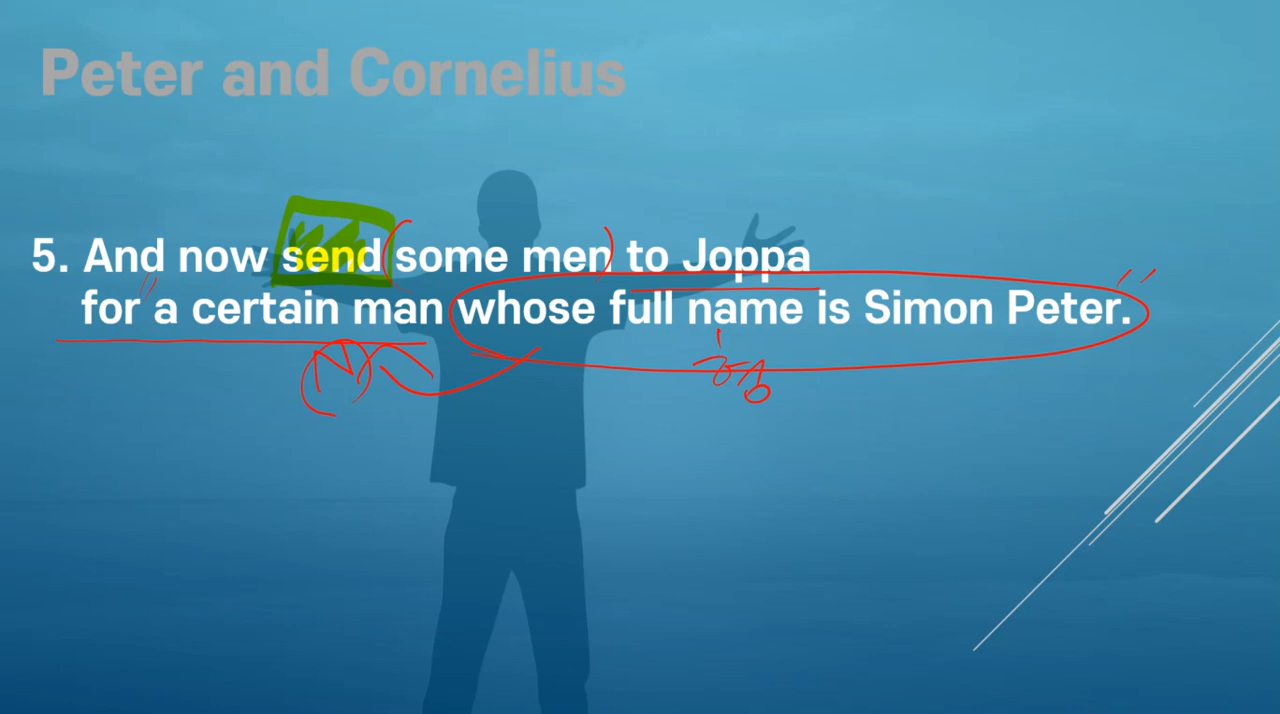 Peter and Cornelius
5. And now send (some men) to Joppa
for a certain man whose full name is Simon Peter.
(N)